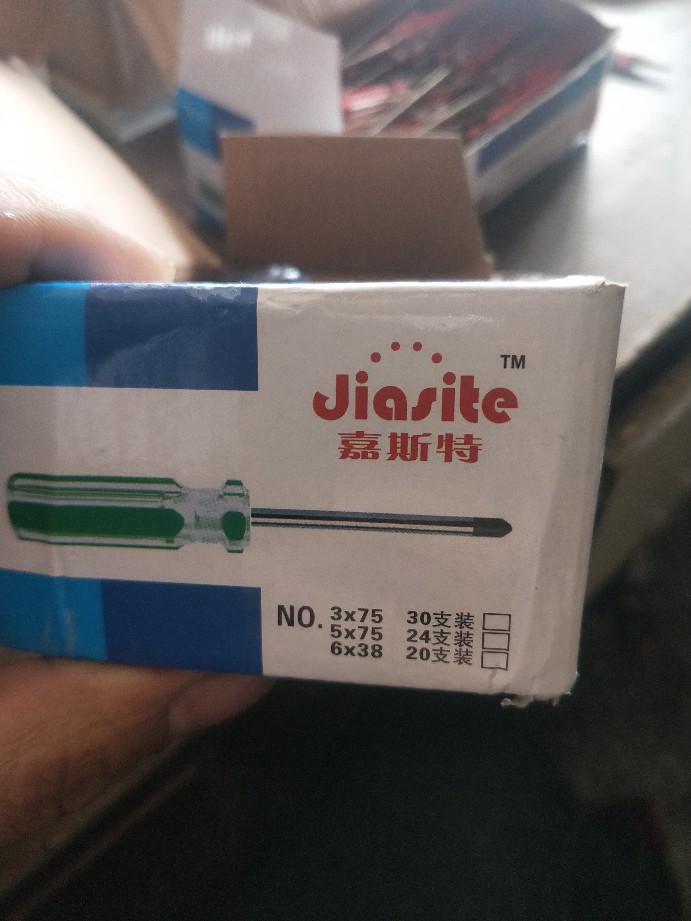 TM
Jiasite
嘉斯特
NO. 3x75 30支装
5x75 24支装
6x38 20支装